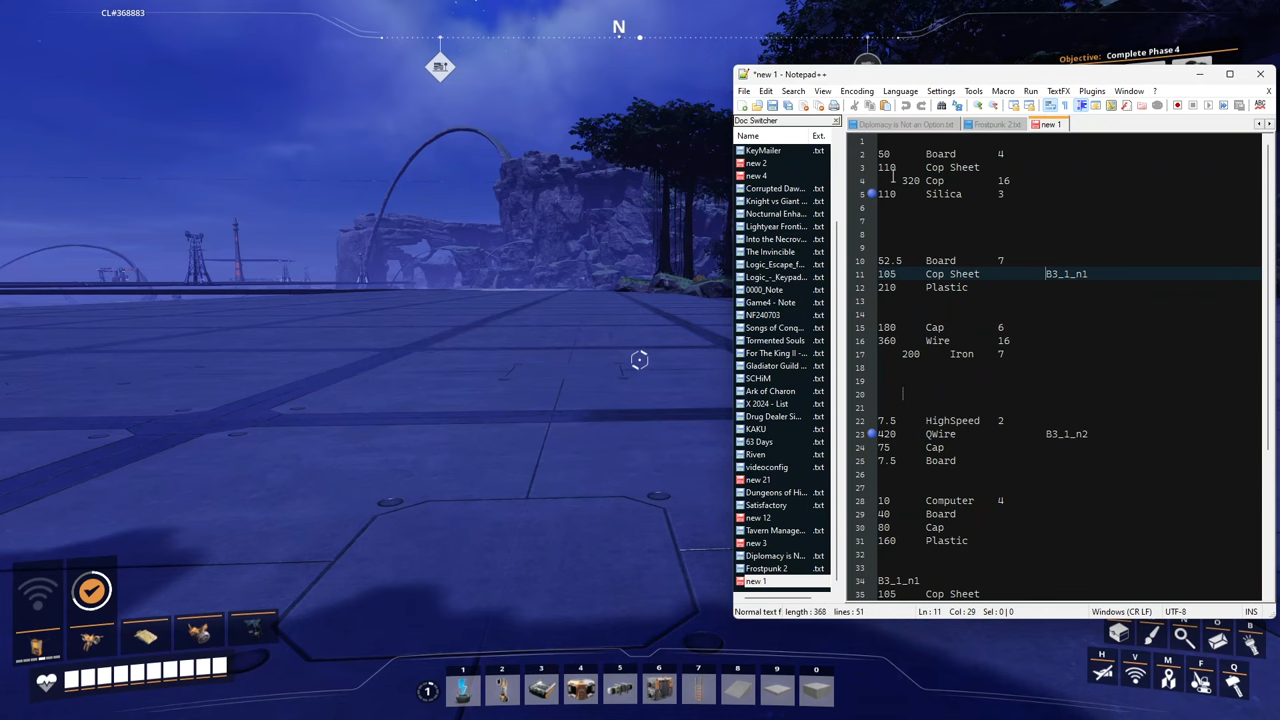 CL#368883
N
Objective: Complete Phase 4
*new 1 - Notepad++
File Edit Search View Encoding Language Settings Tools Macro Run TextFX Plugins Window ? X
Doc Switcher
Diplomacy is Not an Option.txt Frostpunk 2.txt new 1
Name Ext.
KeyMailer .txt
new 2
new 4
Corrupted Daw... .txt
Knight vs Giant ... .txt
Nocturnal Enha... .txt
Lightyear Fronti... .txt
Into the Necrov... .txt
The Invincible .txt
Logic_Escape_f... .txt
Logic_-_Keypad... .txt
0000_Note .txt
Game4 - Note .txt
NF240703 .txt
Songs of Conq... .txt
Tormented Souls .txt
For The King II -... .txt
Gladiator Guild ... .txt
SCHiM .txt
Ark of Charon .txt
X 2024 - List .txt
Drug Dealer Si... .txt
KAKU .txt
63 Days .txt
Riven .txt
videoconfig .txt
new 21
Dungeons of Hi... .txt
Satisfactory .txt
new 12
Tavern Manage... .txt
new 3
Diplomacy is N... .txt
Frostpunk 2 .txt
new 1
1
2 50 Board 4
3 110 Cop Sheet
4 320 Cop 16
5 110 Silica 3
6
7
8
9
10 52.5 Board 7
11 105 Cop Sheet B3_1_n1
12 210 Plastic
13
14
15 180 Cap 6
16 360 Wire 16
17 200 Iron 7
18
19
20
21
22 7.5 HighSpeed 2
23 420 QWire B3_1_n2
24 75 Cap
25 7.5 Board
26
27
28 10 Computer 4
29 40 Board
30 80 Cap
31 160 Plastic
32
33
34 B3_1_n1
35 105 Cop Sheet
Normal text f length : 368 lines : 51 Ln : 11 Col : 29 Sel : 0 | 0 Windows (CR LF) UTF-8 INS
O B
H V M F Q
1 1 2 3 4 5 6 7 8 9 0